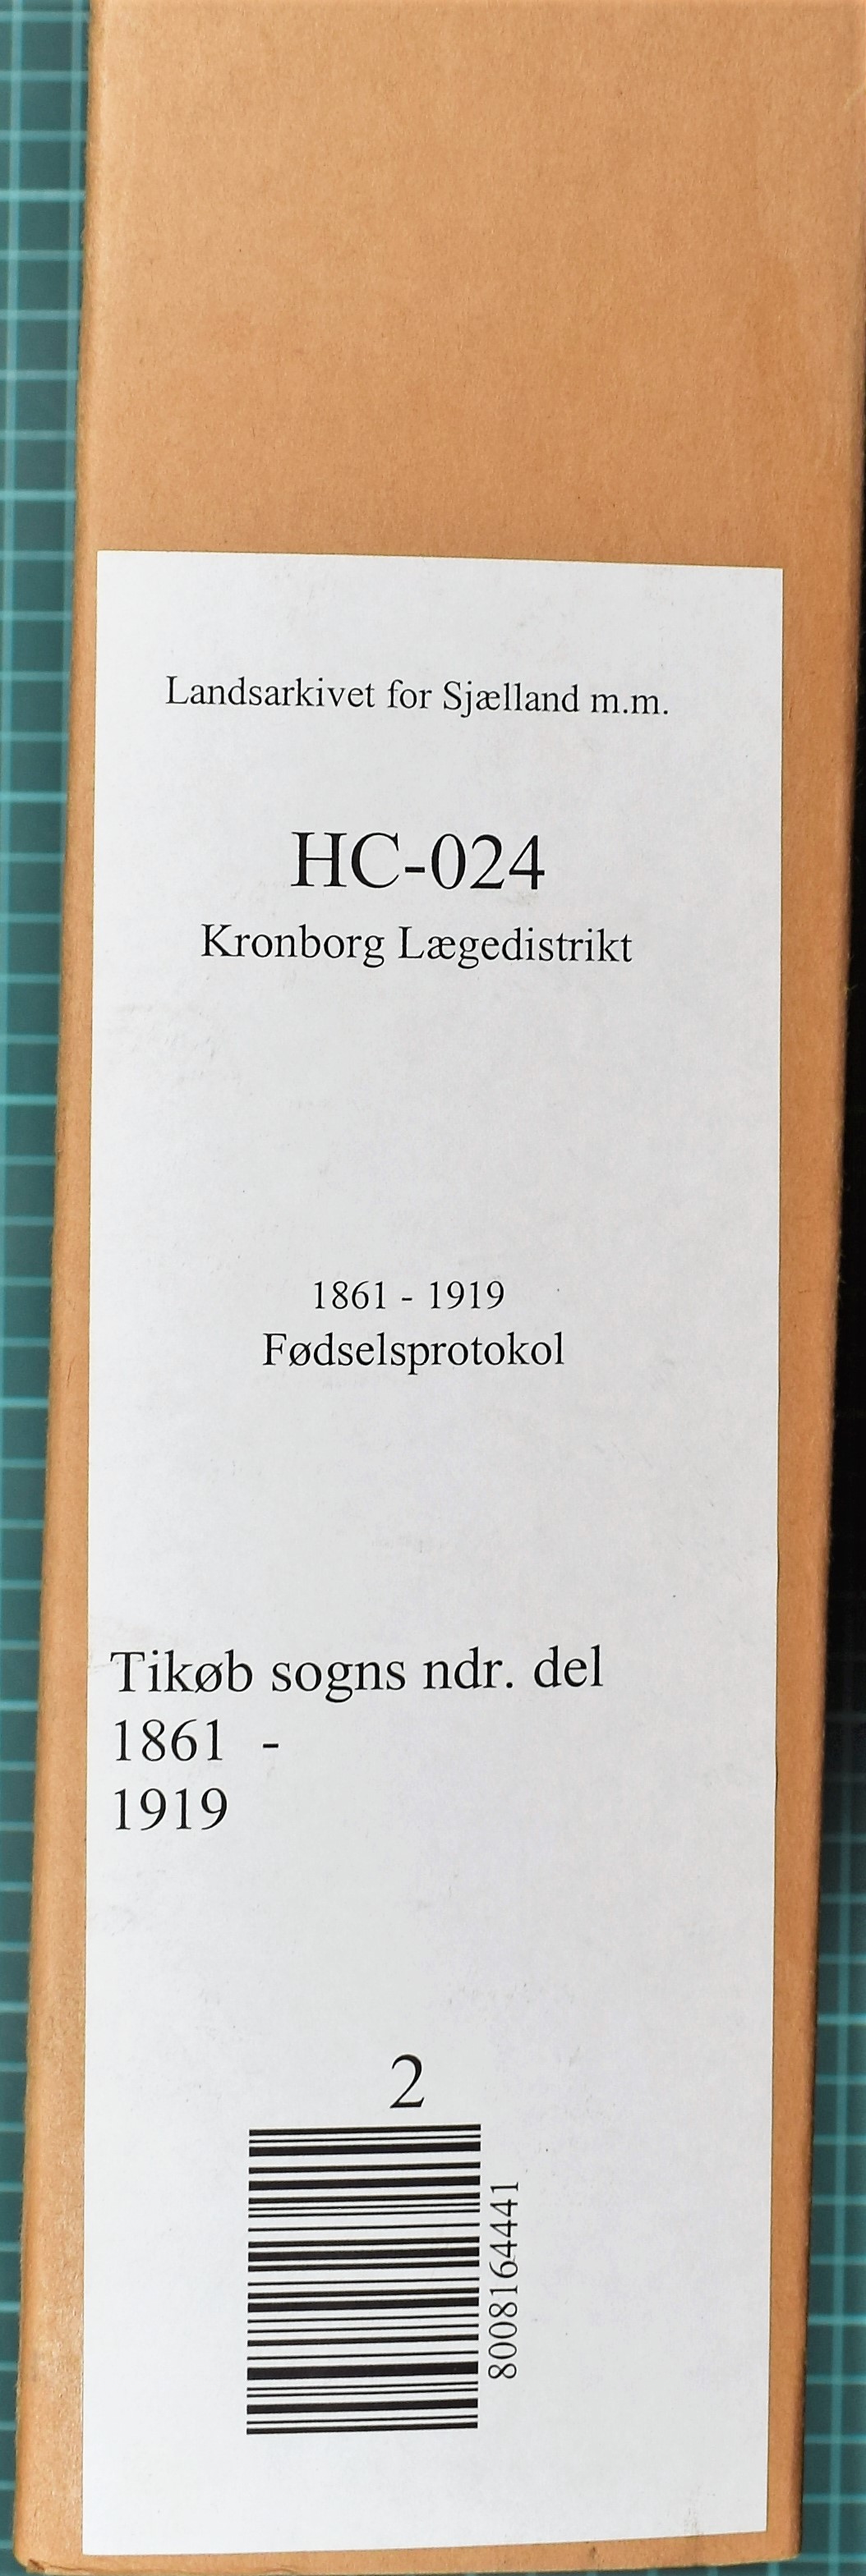 Landsarkivet for Sjælland m.m.
HC-024
Kronborg Lægedistrikt
1861 - 1919
Fødselsprotokol
Tikøb sogns ndr. del
1861 -
1919
2
8008164441